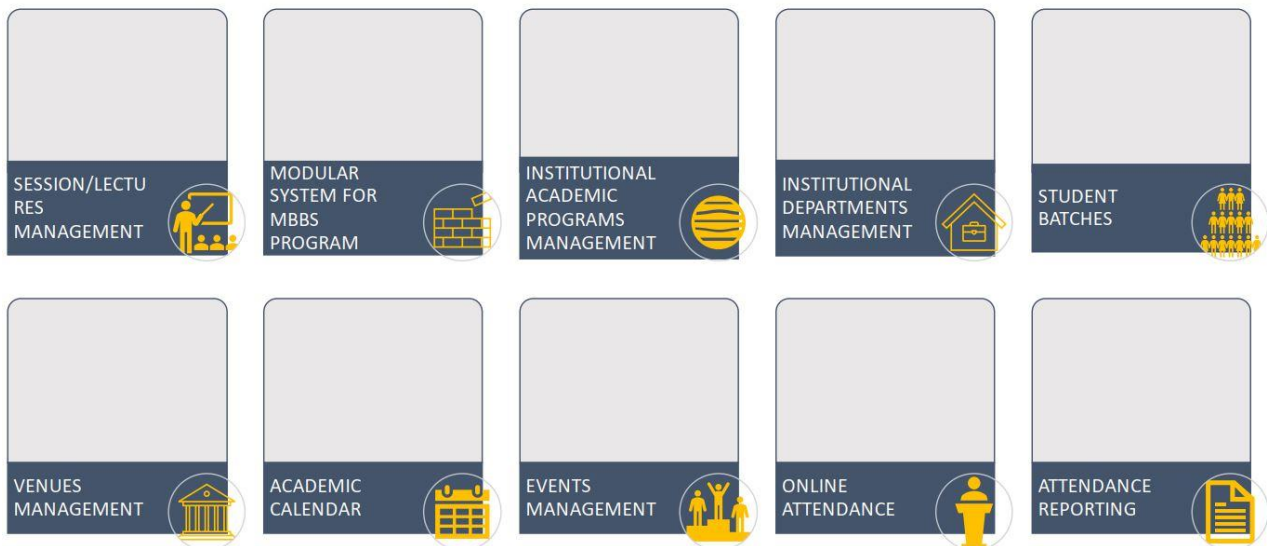 SESSION/LECTU
RES
MANAGEMENT
MODULAR
SYSTEM FOR
MBBS
PROGRAM
INSTITUTIONAL
ACADEMIC
PROGRAMS
MANAGEMENT
INSTITUTIONAL
DEPARTMENTS
MANAGEMENT
STUDENT
BATCHES
VENUES
MANAGEMENT
ACADEMIC
CALENDAR
EVENTS
MANAGEMENT
ONLINE
ATTENDANCE
ATTENDANCE
REPORTING